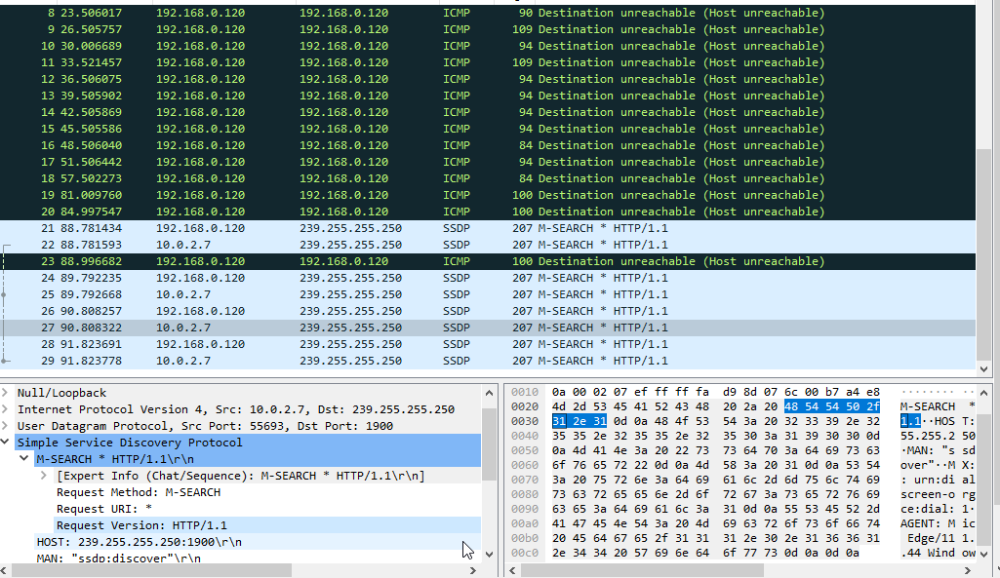 8 23.506017 192.168.0.120 192.168.0.120 ICMP 90 Destination unreachable (Host unreachable)
9 26.505757 192.168.0.120 192.168.0.120 ICMP 109 Destination unreachable (Host unreachable)
10 30.006689 192.168.0.120 192.168.0.120 ICMP 94 Destination unreachable (Host unreachable)
11 33.521457 192.168.0.120 192.168.0.120 ICMP 109 Destination unreachable (Host unreachable)
12 36.506075 192.168.0.120 192.168.0.120 ICMP 94 Destination unreachable (Host unreachable)
13 39.505902 192.168.0.120 192.168.0.120 ICMP 94 Destination unreachable (Host unreachable)
14 42.505869 192.168.0.120 192.168.0.120 ICMP 94 Destination unreachable (Host unreachable)
15 45.505586 192.168.0.120 192.168.0.120 ICMP 94 Destination unreachable (Host unreachable)
16 48.506040 192.168.0.120 192.168.0.120 ICMP 84 Destination unreachable (Host unreachable)
17 51.506442 192.168.0.120 192.168.0.120 ICMP 94 Destination unreachable (Host unreachable)
18 57.502273 192.168.0.120 192.168.0.120 ICMP 84 Destination unreachable (Host unreachable)
19 81.009760 192.168.0.120 192.168.0.120 ICMP 100 Destination unreachable (Host unreachable)
20 84.997547 192.168.0.120 192.168.0.120 ICMP 100 Destination unreachable (Host unreachable)
21 88.781434 192.168.0.120 239.255.255.250 SSDP 207 M-SEARCH * HTTP/1.1
22 88.781593 10.0.2.7 239.255.255.250 SSDP 207 M-SEARCH * HTTP/1.1
23 88.996682 192.168.0.120 192.168.0.120 ICMP 100 Destination unreachable (Host unreachable)
24 89.792235 192.168.0.120 239.255.255.250 SSDP 207 M-SEARCH * HTTP/1.1
25 89.792668 10.0.2.7 239.255.255.250 SSDP 207 M-SEARCH * HTTP/1.1
26 90.808257 192.168.0.120 239.255.255.250 SSDP 207 M-SEARCH * HTTP/1.1
27 90.808322 10.0.2.7 239.255.255.250 SSDP 207 M-SEARCH * HTTP/1.1
28 91.823691 192.168.0.120 239.255.255.250 SSDP 207 M-SEARCH * HTTP/1.1
29 91.823778 10.0.2.7 239.255.255.250 SSDP 207 M-SEARCH * HTTP/1.1
Null/Loopback
Internet Protocol Version 4, Src: 10.0.2.7, Dst: 239.255.255.250
User Datagram Protocol, Src Port: 55693, Dst Port: 1900
Simple Service Discovery Protocol
M-SEARCH * HTTP/1.1\r\n
[Expert Info (Chat/Sequence): M-SEARCH * HTTP/1.1\r\n]
Request Method: M-SEARCH
Request URI: *
Request Version: HTTP/1.1
HOST: 239.255.255.250:1900\r\n
MAN: "ssdp:discover"\r\n
0010 0a 00 02 07 ef ff ff fa d9 8d 07 6c 00 b7 a4 e8 ········ ··
0020 4d 2d 53 45 41 52 43 48 20 2a 20 48 54 54 50 2f M-SEARCH *
0030 31 2e 31 0d 0a 48 4f 53 54 3a 20 32 33 39 2e 32 1.1··HOS T:
0040 35 35 2e 32 35 35 2e 32 35 30 3a 31 39 30 30 0d 55.255.2 50
0050 0a 4d 41 4e 3a 20 22 73 73 64 70 3a 64 69 73 63 ·MAN: "s sd
0060 6f 76 65 72 22 0d 0a 4d 58 3a 20 31 0d 0a 53 54 over"··M X:
0070 3a 20 75 72 6e 3a 64 69 61 6c 2d 6d 75 6c 74 69 : urn:di al
0080 73 63 72 65 65 6e 2d 6f 72 67 3a 73 65 72 76 69 screen-o rg
0090 63 65 3a 64 69 61 6c 3a 31 0d 0a 55 53 45 52 2d ce:dial: 1·
00a0 41 47 45 4e 54 3a 20 4d 69 63 72 6f 73 6f 66 74 AGENT: M ic
00b0 20 45 64 67 65 2f 31 31 31 2e 30 2e 31 36 36 31 Edge/11 1.
00c0 2e 34 34 20 57 69 6e 64 6f 77 73 0d 0a 0d 0a .44 Wind ow